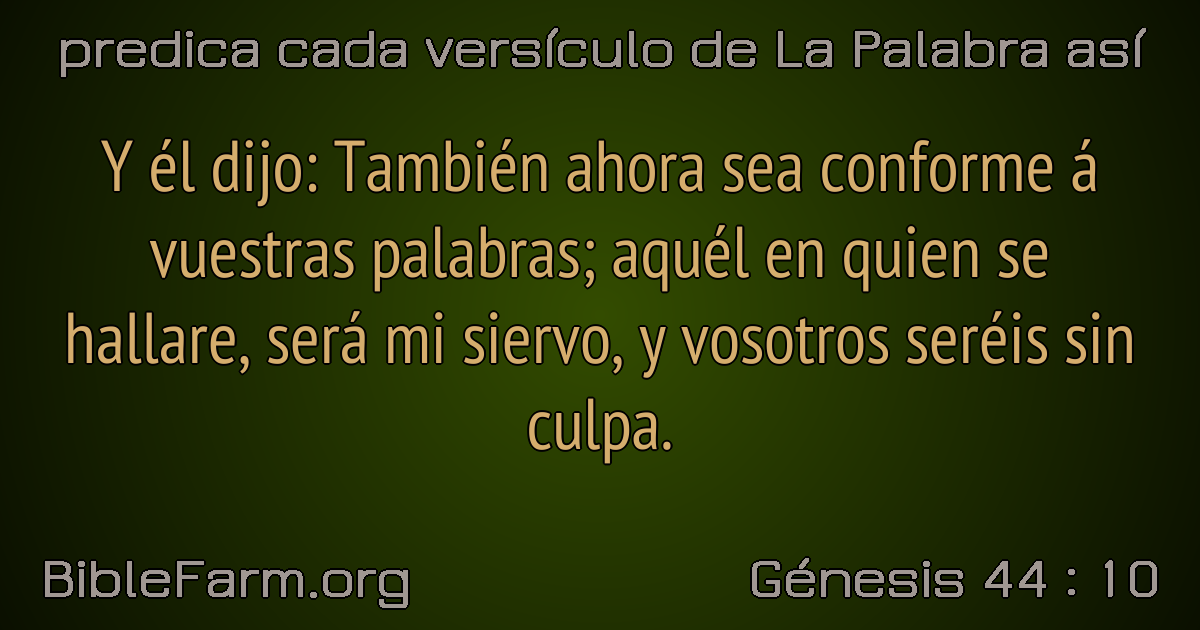 predica cada versículo de La Palabra así
Y él dijo: También ahora sea conforme á
vuestras palabras; aquél en quien se
hallare, será mi siervo, y vosotros seréis sin
culpa.
BibleFarm.org
Génesis 44 : 10